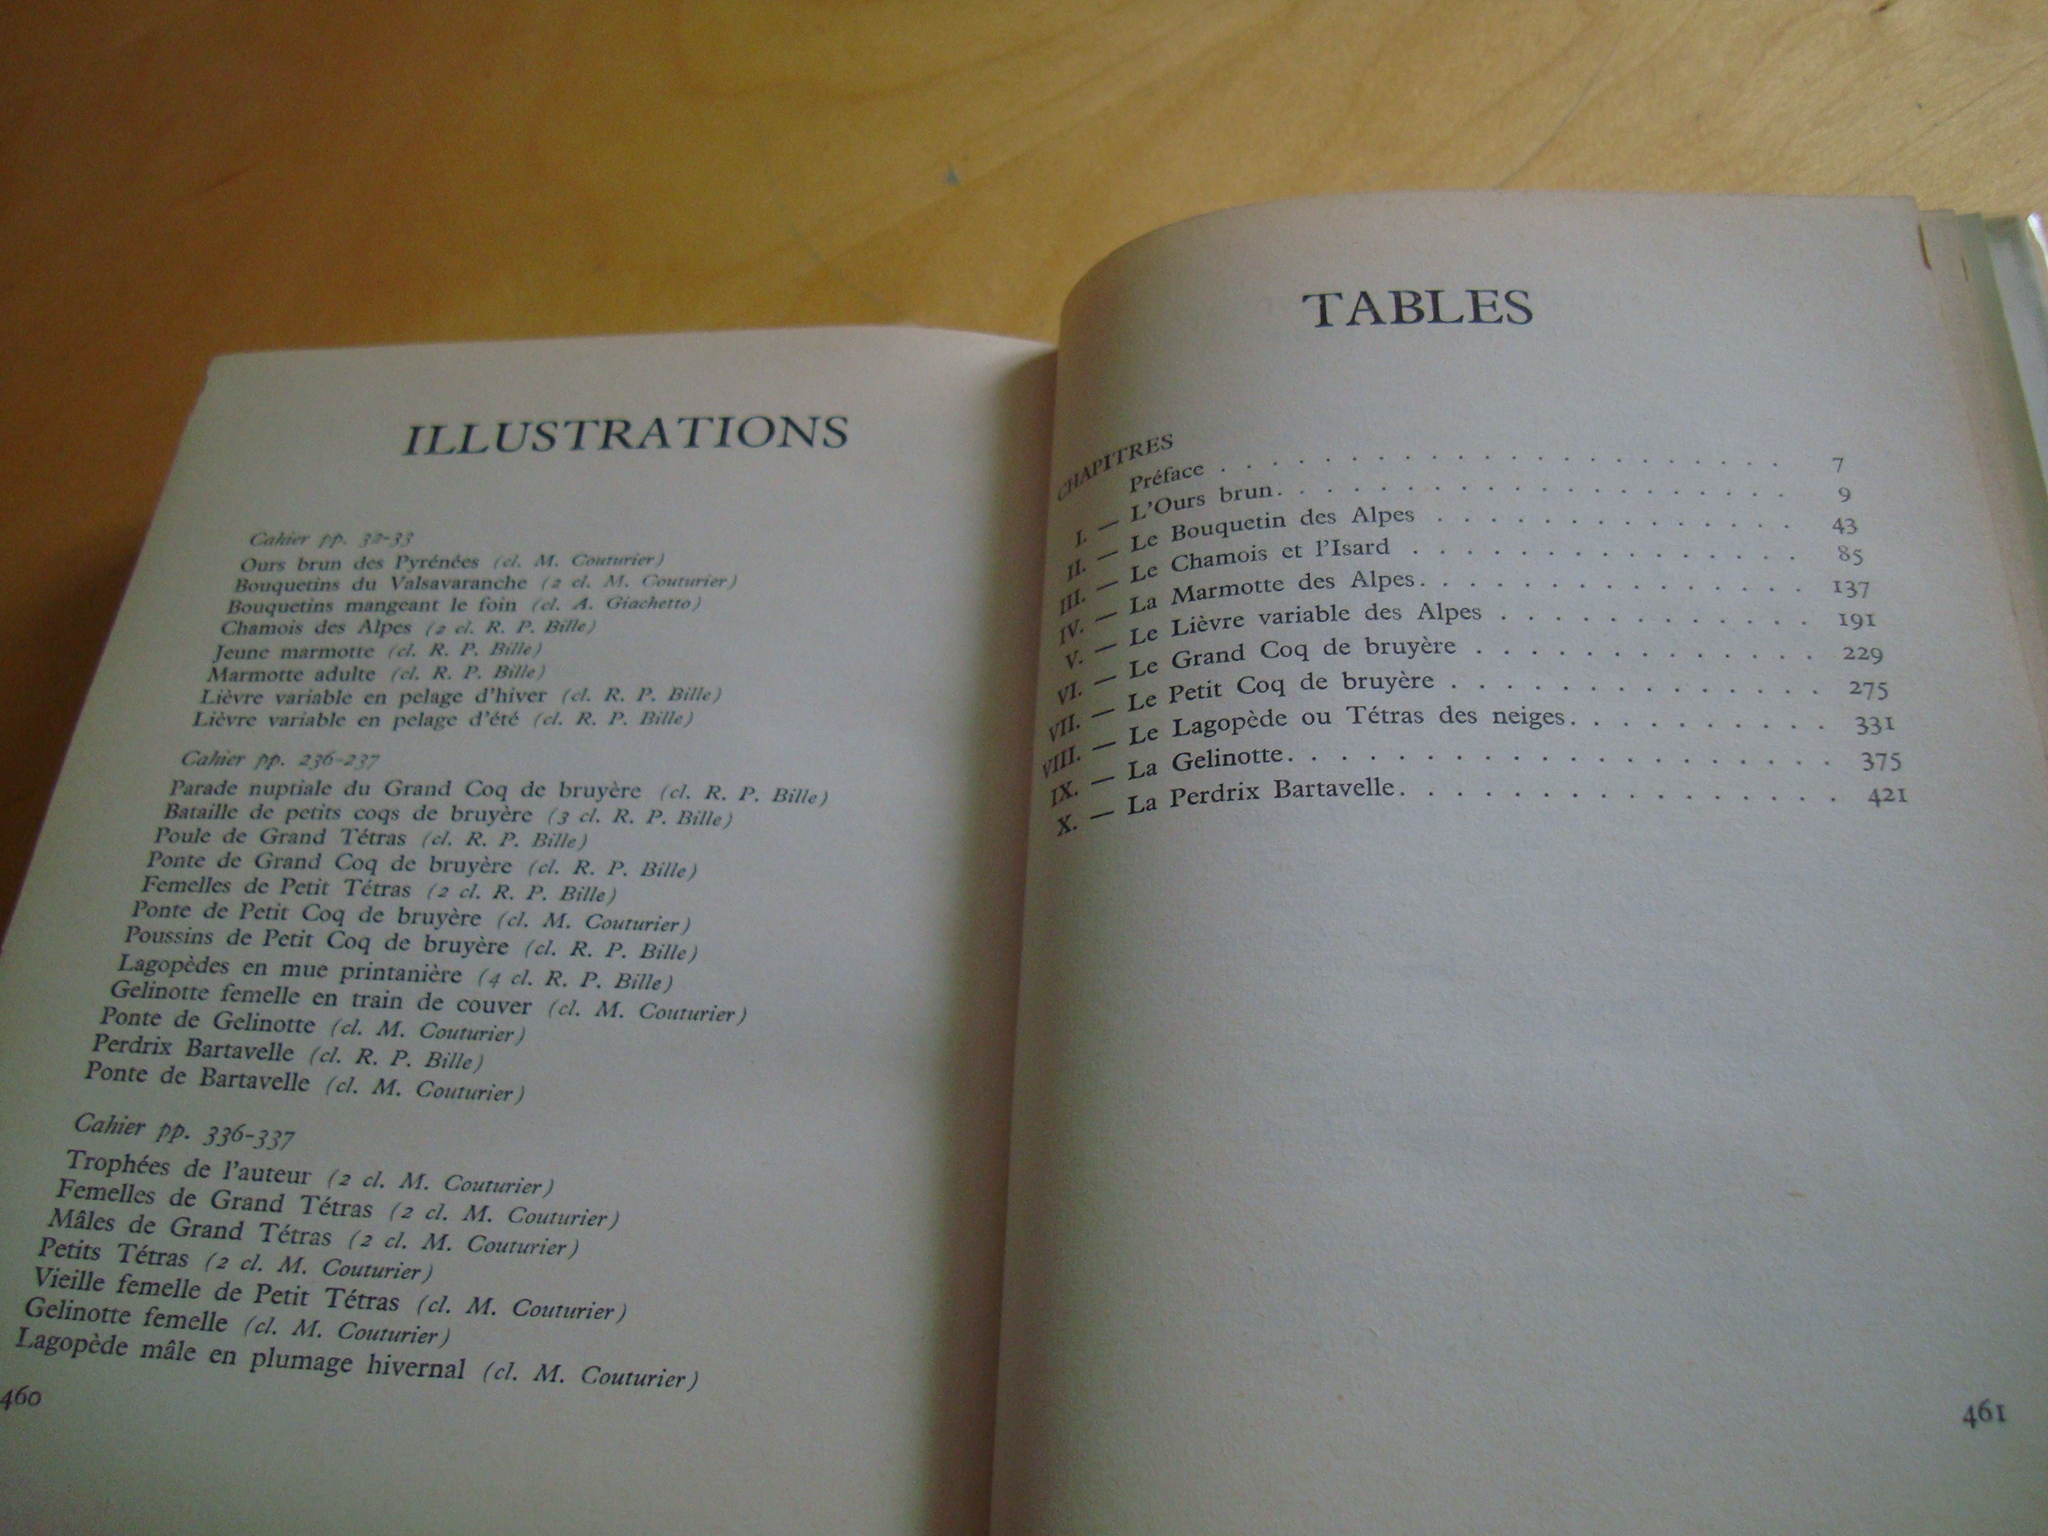 ILLUSTRATIONS
Cahier pp. 32-33
Ours brun des Pyrénées (cl. M. Couturier)
Bouquetins du Valsavaranche (2 cl. M. Couturier)
Bouquetins mangeant le foin (cl. A. Giachetto)
Chamois des Alpes (2 cl. R. P. Bille)
Jeune marmotte (cl. R. P. Bille)
Marmotte adulte (cl. R. P. Bille)
Lièvre variable en pelage d'hiver (cl. R. P. Bille)
Lièvre variable en pelage d'été (cl. R. P. Bille)
Cahier pp. 236-237
Parade nuptiale du Grand Coq de bruyère (cl. R. P. Bille)
Bataille de petits coqs de bruyère (3 cl. R. P. Bille)
Poule de Grand Tétras (cl. R. P. Bille)
Ponte de Grand Coq de bruyère (cl. R. P. Bille)
Femelles de Petit Tétras (2 cl. R. P. Bille)
Ponte de Petit Coq de bruyère (cl. M. Couturier)
Poussins de Petit Coq de bruyère (cl. R. P. Bille)
Lagopèdes en mue printanière (4 cl. R. P. Bille)
Gelinotte femelle en train de couver (cl. M. Couturier)
Ponte de Gelinotte (cl. M. Couturier)
Perdrix Bartavelle (cl. R. P. Bille)
Ponte de Bartavelle (cl. M. Couturier)
Cahier pp. 336-337
Trophées de l'auteur (2 cl. M. Couturier)
Femelles de Grand Tétras (2 cl. M. Couturier)
Mâles de Grand Tétras (2 cl. M. Couturier)
Petits Tétras (2 cl. M. Couturier)
Vieille femelle de Petit Tétras (cl. M. Couturier)
Gelinotte femelle (cl. M. Couturier)
Lagopède mâle en plumage hivernal (cl. M. Couturier)
460
TABLES
CHAPITRES
Préface . . . . . . . . . . . . . . . . . . . 7
I. — L'Ours brun. . . . . . . . . . . . . . . . . 9
II. — Le Bouquetin des Alpes . . . . . . . . . . . . 43
III. — Le Chamois et l'Isard . . . . . . . . . . . . . 85
IV. — La Marmotte des Alpes. . . . . . . . . . . . . 137
V. — Le Lièvre variable des Alpes . . . . . . . . . . . 191
VI. — Le Grand Coq de bruyère . . . . . . . . . . . . 229
VII. — Le Petit Coq de bruyère . . . . . . . . . . . . . 275
VIII. — Le Lagopède ou Tétras des neiges. . . . . . . . . 331
IX. — La Gelinotte. . . . . . . . . . . . . . . . . 375
X. — La Perdrix Bartavelle. . . . . . . . . . . . . . 421
461